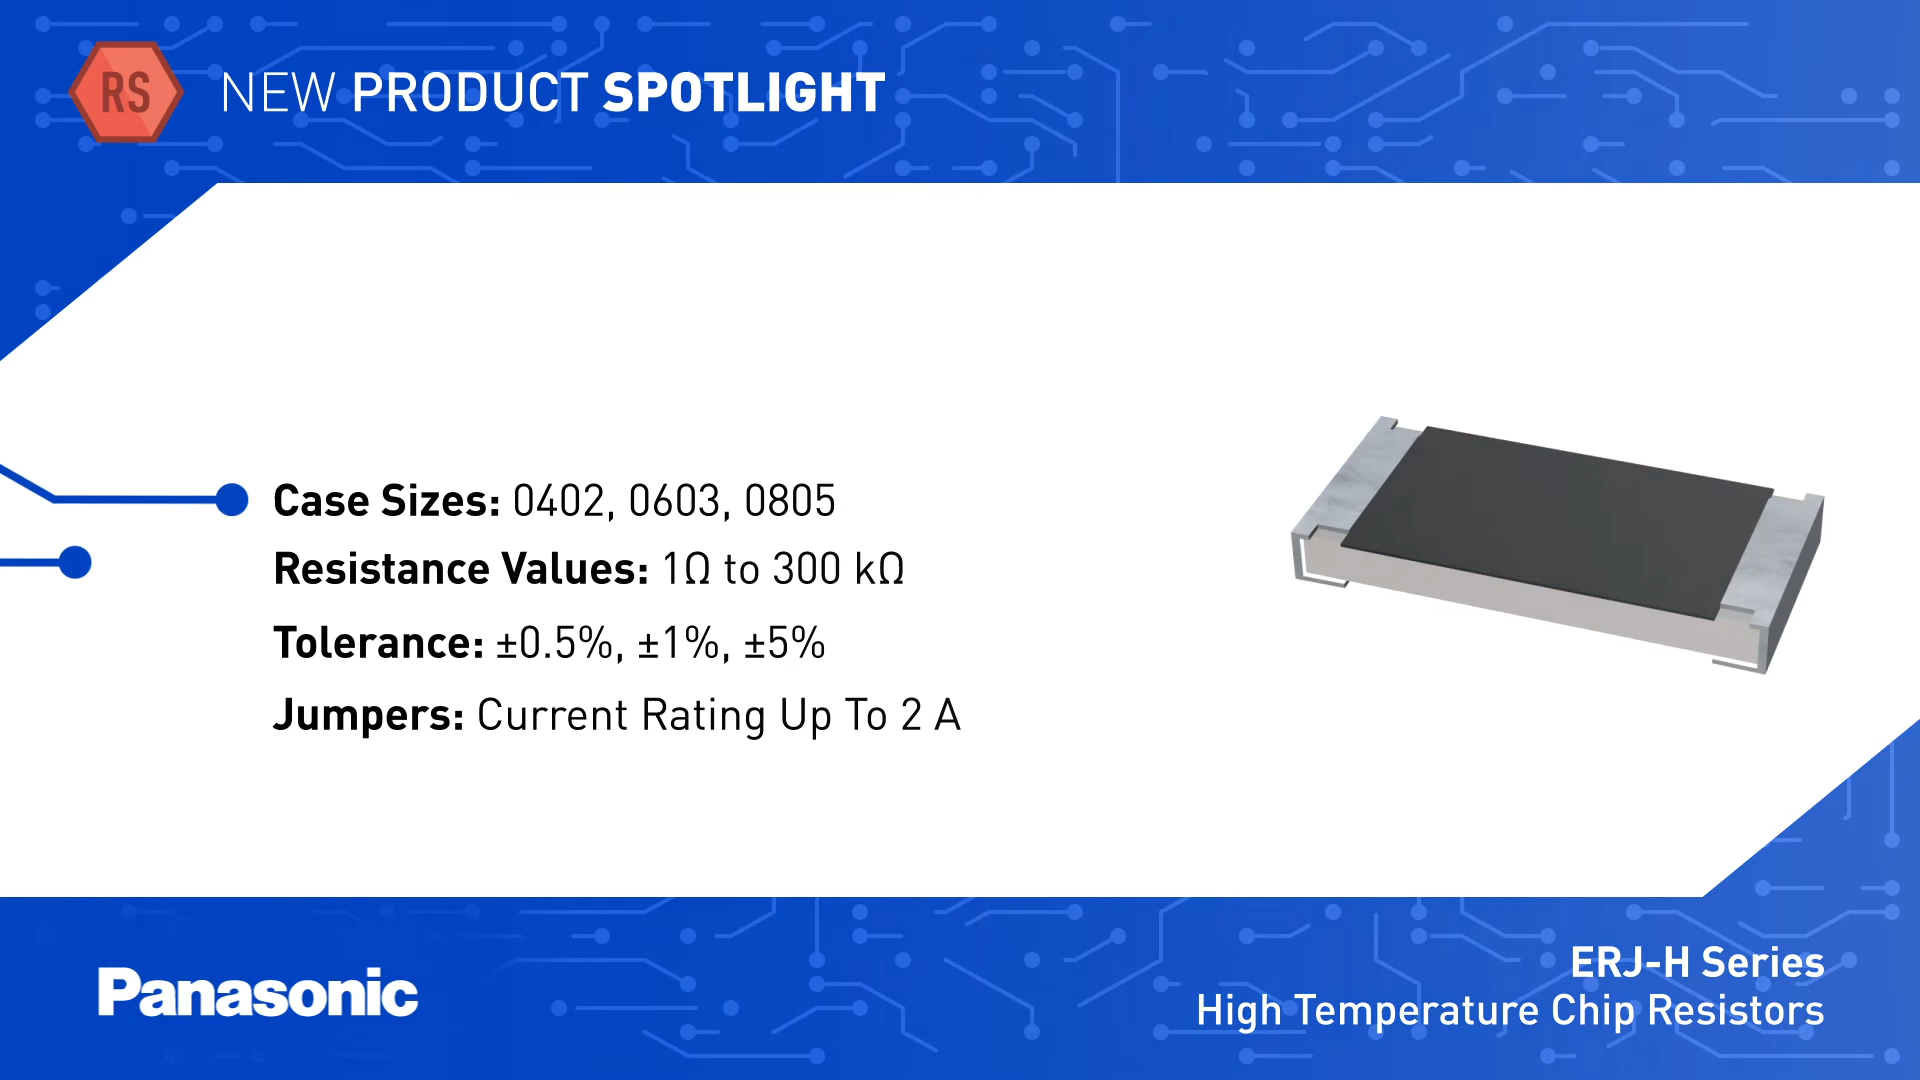 RS
NEW PRODUCT SPOTLIGHT
Case Sizes: 0402, 0603, 0805
Resistance Values: 1Ω to 300 kΩ
Tolerance: ±0.5%, ±1%, ±5%
Jumpers: Current Rating Up To 2 A
Panasonic
ERJ-H Series
High Temperature Chip Resistors